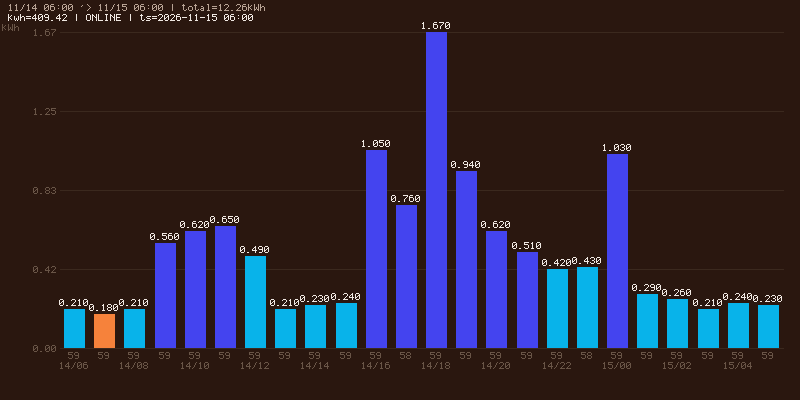 11/14 06:00 -> 11/15 06:00 | total=12.26kWh
Kwh=409.42 | ONLINE | ts=2026-11-15 06:00
kWh
1.67
1.25
0.83
0.42
0.00
0.210 0.180 0.210 0.560 0.620 0.650 0.490 0.210 0.230 0.240 1.050 0.760 1.670 0.940 0.620 0.510 0.420 0.430 1.030 0.290 0.260 0.210 0.240 0.230
59 59 59 59 59 59 59 59 59 59 59 58 59 59 59 59 59 58 59 59 59 59 59 59
14/06 14/08 14/10 14/12 14/14 14/16 14/18 14/20 14/22 15/00 15/02 15/04